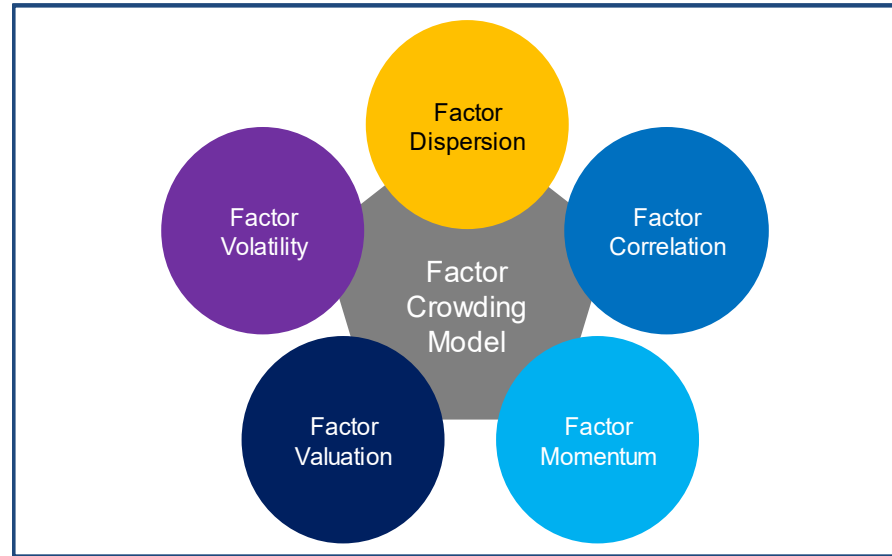 Factor
Dispersion
Factor
Volatility
Factor
Correlation
Factor
Crowding
Model
Factor
Valuation
Factor
Momentum